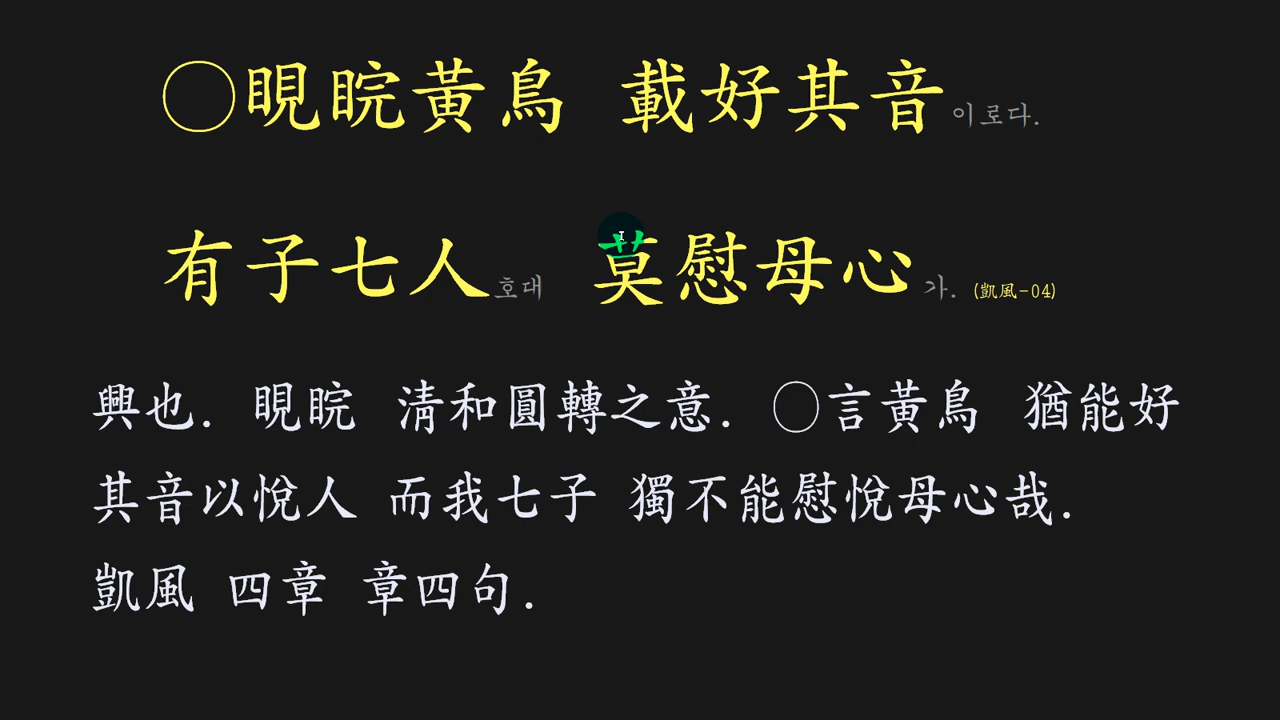 ◯睍睆黃鳥 載好其音이로다.
有子七人호대 莫慰母心가. (凱風-04)
興也. 睍睆 淸和圓轉之意. ◯言黃鳥 猶能好
其音以悅人 而我七子 獨不能慰悅母心哉.
凱風 四章 章四句.